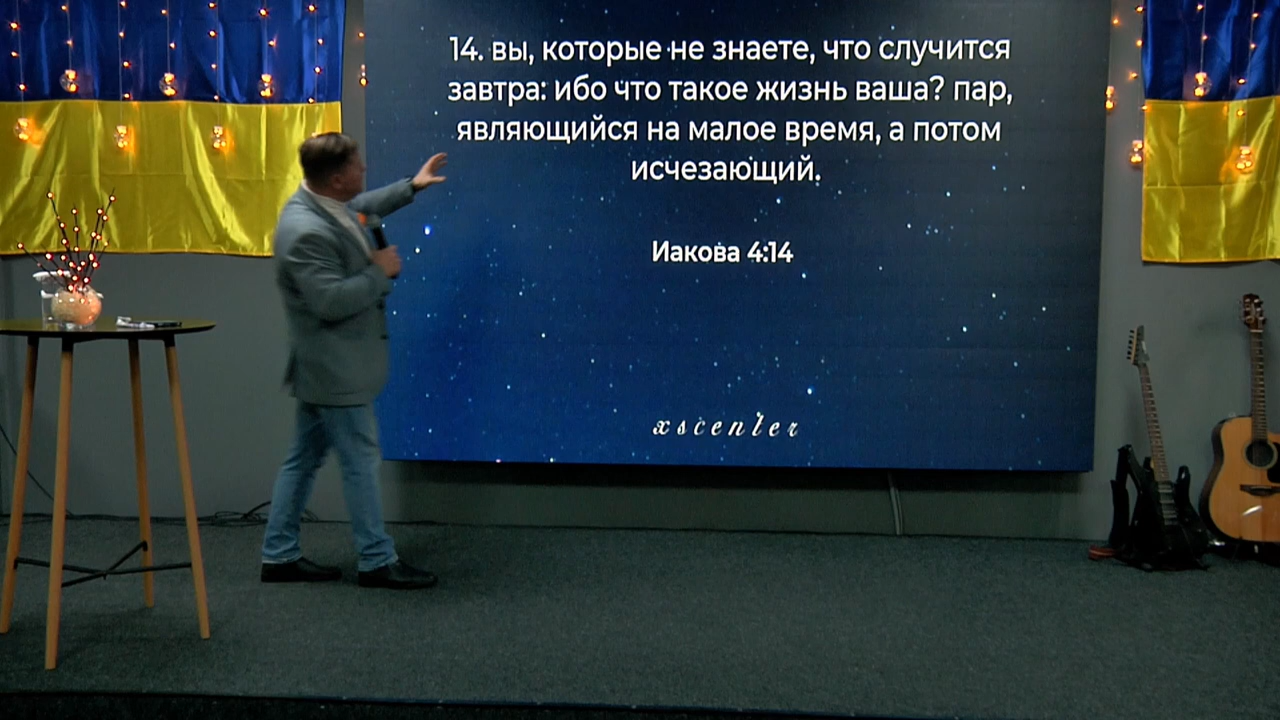 14. вы, которые не знаете, что случится
завтра: ибо что такое жизнь ваша? пар,
являющийся на малое время, а потом
исчезающий.
Иакова 4:14
xscenter